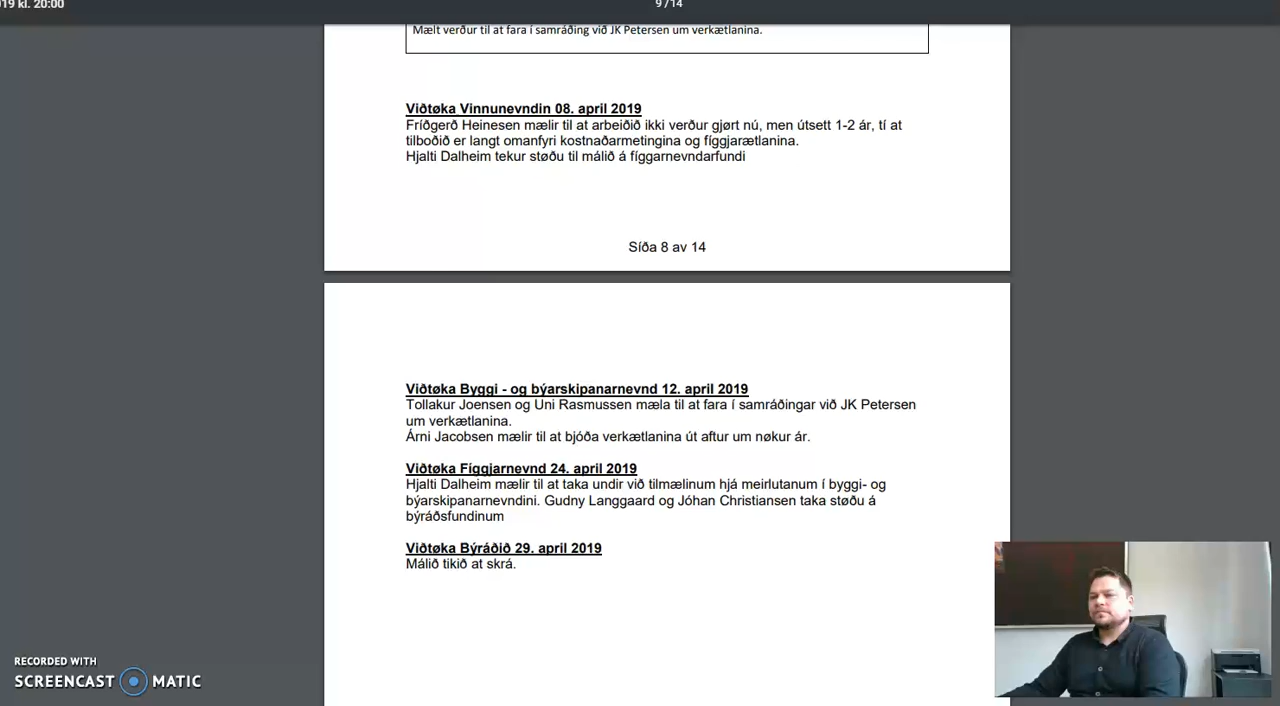 19 kl. 20:00
9 / 14
Mælt verður til at fara í samráðing við JK Petersen um verkætlanina.
Viðtøka Vinnunevndin 08. april 2019
Fríðgerð Heinesen mælir til at arbeiðið ikki verður gjørt nú, men útsett 1-2 ár, tí at
tilboðið er langt omanfyri kostnaðarmetingina og fíggjarætlanina.
Hjalti Dalheim tekur støðu til málið á fíggarnevndarfundi
Síða 8 av 14
Viðtøka Byggi - og býarskipanarnevnd 12. april 2019
Tollakur Joensen og Uni Rasmussen mæla til at fara í samráðingar við JK Petersen
um verkætlanina.
Árni Jacobsen mælir til at bjóða verkætlanina út aftur um nøkur ár.
Viðtøka Fíggjarnevnd 24. april 2019
Hjalti Dalheim mælir til at taka undir við tilmælinum hjá meirlutanum í byggi- og
býarskipanarnevndini. Gudny Langgaard og Jóhan Christiansen taka støðu á
býráðsfundinum
Viðtøka Býráðið 29. april 2019
Málið tikið at skrá.
RECORDED WITH
SCREENCAST MATIC